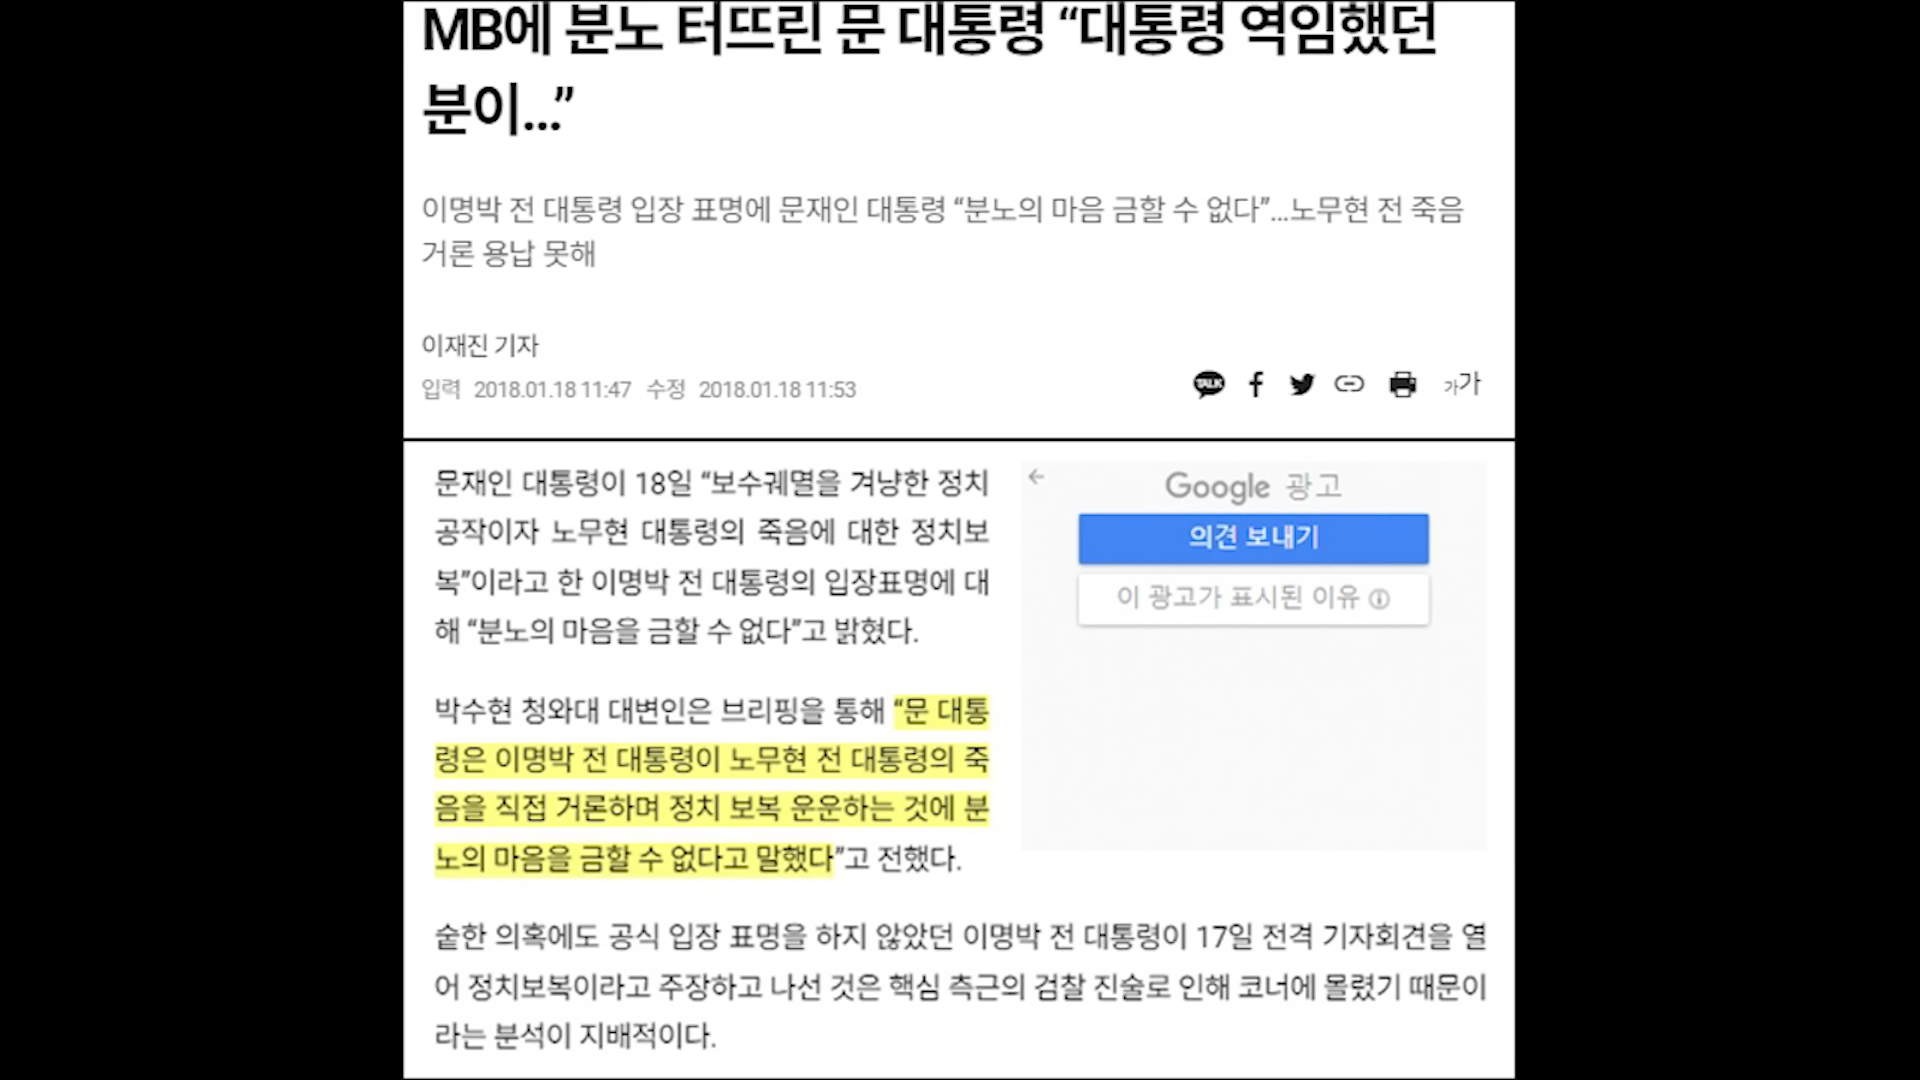 MB에 분노 터뜨린 문 대통령 “대통령 역임했던
분이...”
이명박 전 대통령 입장 표명에 문재인 대통령 “분노의 마음 금할 수 없다”...노무현 전 죽음
거론 용납 못해
이재진 기자
입력 2018.01.18 11:47 수정 2018.01.18 11:53
TALK
가가
문재인 대통령이 18일 “보수궤멸을 겨냥한 정치
공작이자 노무현 대통령의 죽음에 대한 정치보
복”이라고 한 이명박 전 대통령의 입장표명에 대
해 “분노의 마음을 금할 수 없다”고 밝혔다.
Google 광고
의견 보내기
이 광고가 표시된 이유
박수현 청와대 대변인은 브리핑을 통해 “문 대통
령은 이명박 전 대통령이 노무현 전 대통령의 죽
음을 직접 거론하며 정치 보복 운운하는 것에 분
노의 마음을 금할 수 없다고 말했다”고 전했다.
숱한 의혹에도 공식 입장 표명을 하지 않았던 이명박 전 대통령이 17일 전격 기자회견을 열
어 정치보복이라고 주장하고 나선 것은 핵심 측근의 검찰 진술로 인해 코너에 몰렸기 때문이
라는 분석이 지배적이다.